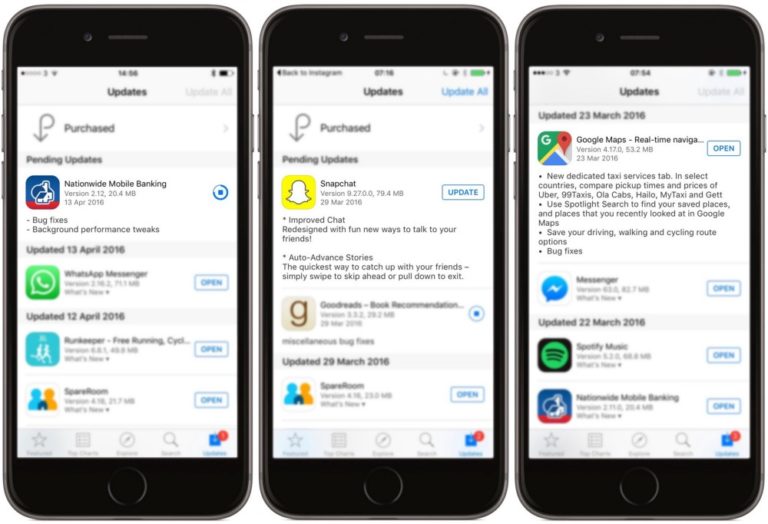 14:56
Updates
Update All
Purchased
Pending Updates
Nationwide Mobile Banking
Version 2.12, 20.4 MB
13 Apr 2016
- Bug fixes
- Background performance tweaks
Updated 13 April 2016
WhatsApp Messenger
Version 2.16.2, 71.1 MB
What's New ▾
OPEN
Updated 12 April 2016
Runkeeper - Free Running, Cycl...
Version 6.6.1, 49.8 MB
What's New ▾
OPEN
SpareRoom
Version 4.18, 21.7 MB
What's New ▾
OPEN
Featured
Top Charts
Explore
Search
Updates
Back to Instagram
07:16
Updates
Update All
Purchased
Pending Updates
Snapchat
Version 9.27.0.0, 79.4 MB
29 Mar 2016
UPDATE
* Improved Chat
Redesigned with fun new ways to talk to your
friends!
* Auto-Advance Stories
The quickest way to catch up with your friends –
simply swipe to skip ahead or pull down to exit.
Goodreads – Book Recommendation...
Version 3.3.2, 29.2 MB
29 Mar 2016
miscellaneous bug fixes
Updated 29 March 2016
SpareRoom
Version 4.18, 23.0 MB
What's New ▾
OPEN
Featured
Top Charts
Explore
Search
Updates
3
07:54
Updates
Update All
Updated 23 March 2016
Google Maps - Real-time naviga...
Version 4.17.0, 53.2 MB
23 Mar 2016
OPEN
• New dedicated taxi services tab. In select
countries, compare pickup times and prices of
Uber, 99Taxis, Ola Cabs, Hailo, MyTaxi and Gett
• Use Spotlight Search to find your saved places,
and places that you recently looked at in Google
Maps
• Save your driving, walking and cycling route
options
• Bug fixes
Messenger
Version 63.0, 82.7 MB
What's New ▾
OPEN
Updated 22 March 2016
Spotify Music
Version 5.2.0, 68.8 MB
What's New ▾
OPEN
Nationwide Mobile Banking
Version 2.11.0, 20.4 MB
What's New ▾
OPEN
Featured
Top Charts
Explore
Search
Updates